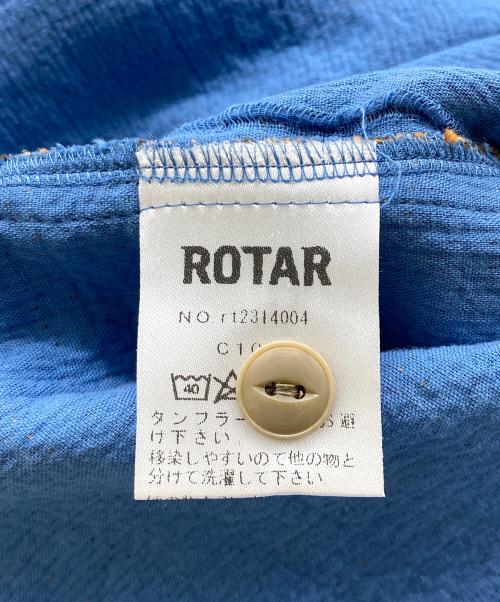 ROTAR
NO.rt2314004
40
タンブラー
避
け下さい
移染しやすいので他の物と
分けて洗濯して下さい